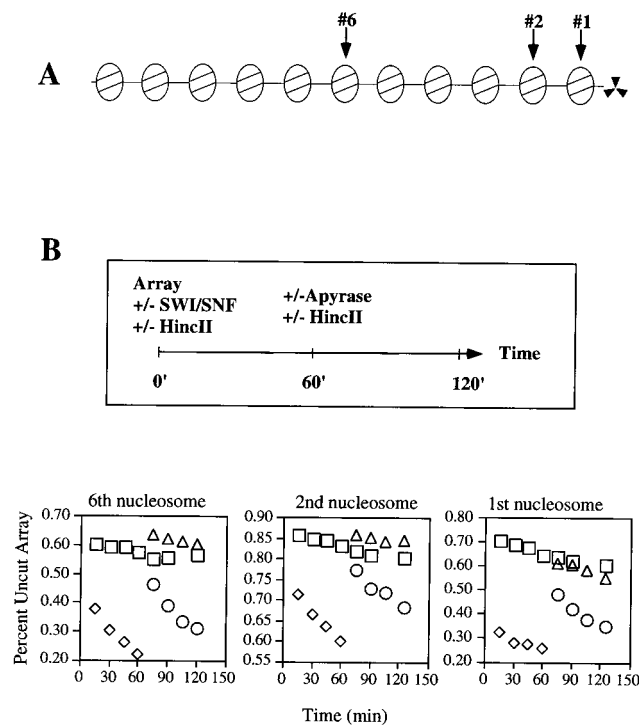 #6
#2
#1
A
B
Array
+/- SWI/SNF
+/- HincII
+/-Apyrase
+/- HincII
Time
0'
60'
120'
Percent Uncut Array
6th nucleosome
0.70
0.60
0.50
0.40
0.30
0.20
0 30 60 90 120 150
2nd nucleosome
0.90
0.85
0.80
0.75
0.70
0.65
0.60
0.55
0 30 60 90 120 150
1st nucleosome
0.80
0.70
0.60
0.50
0.40
0.30
0.20
0 30 60 90 120 150
Time (min)